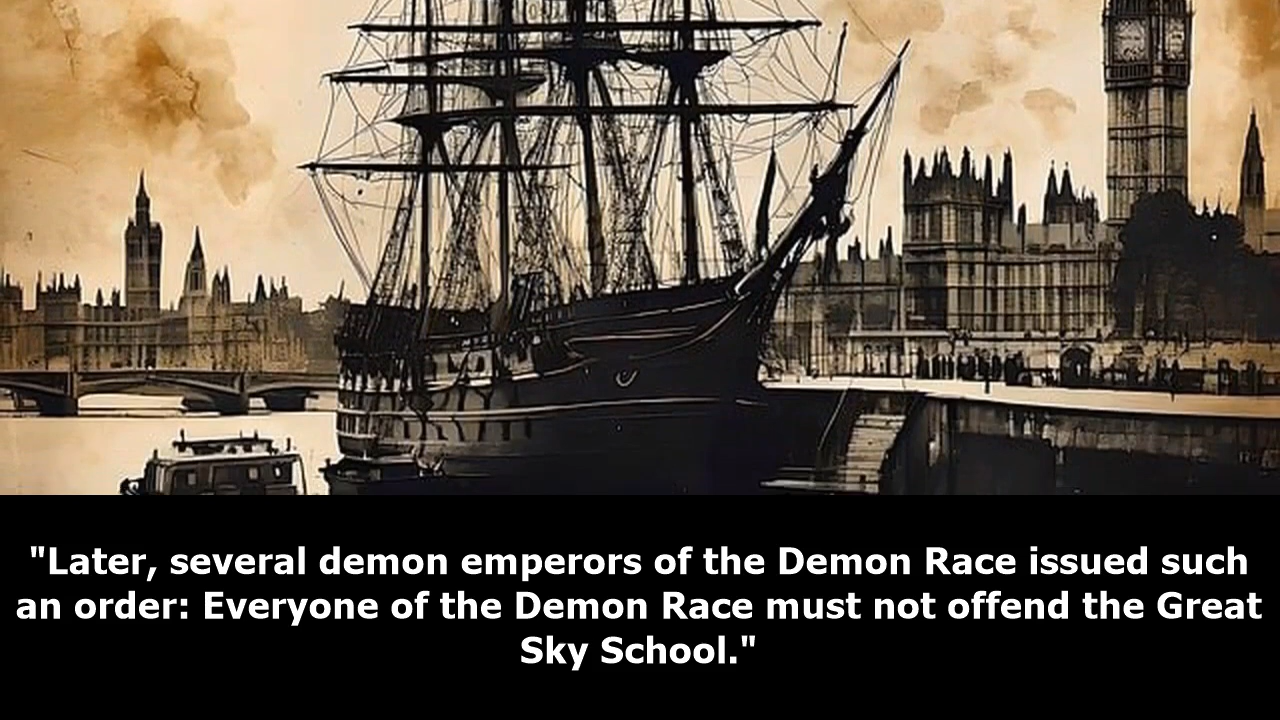 "Later, several demon emperors of the Demon Race issued such
an order: Everyone of the Demon Race must not offend the Great
Sky School."